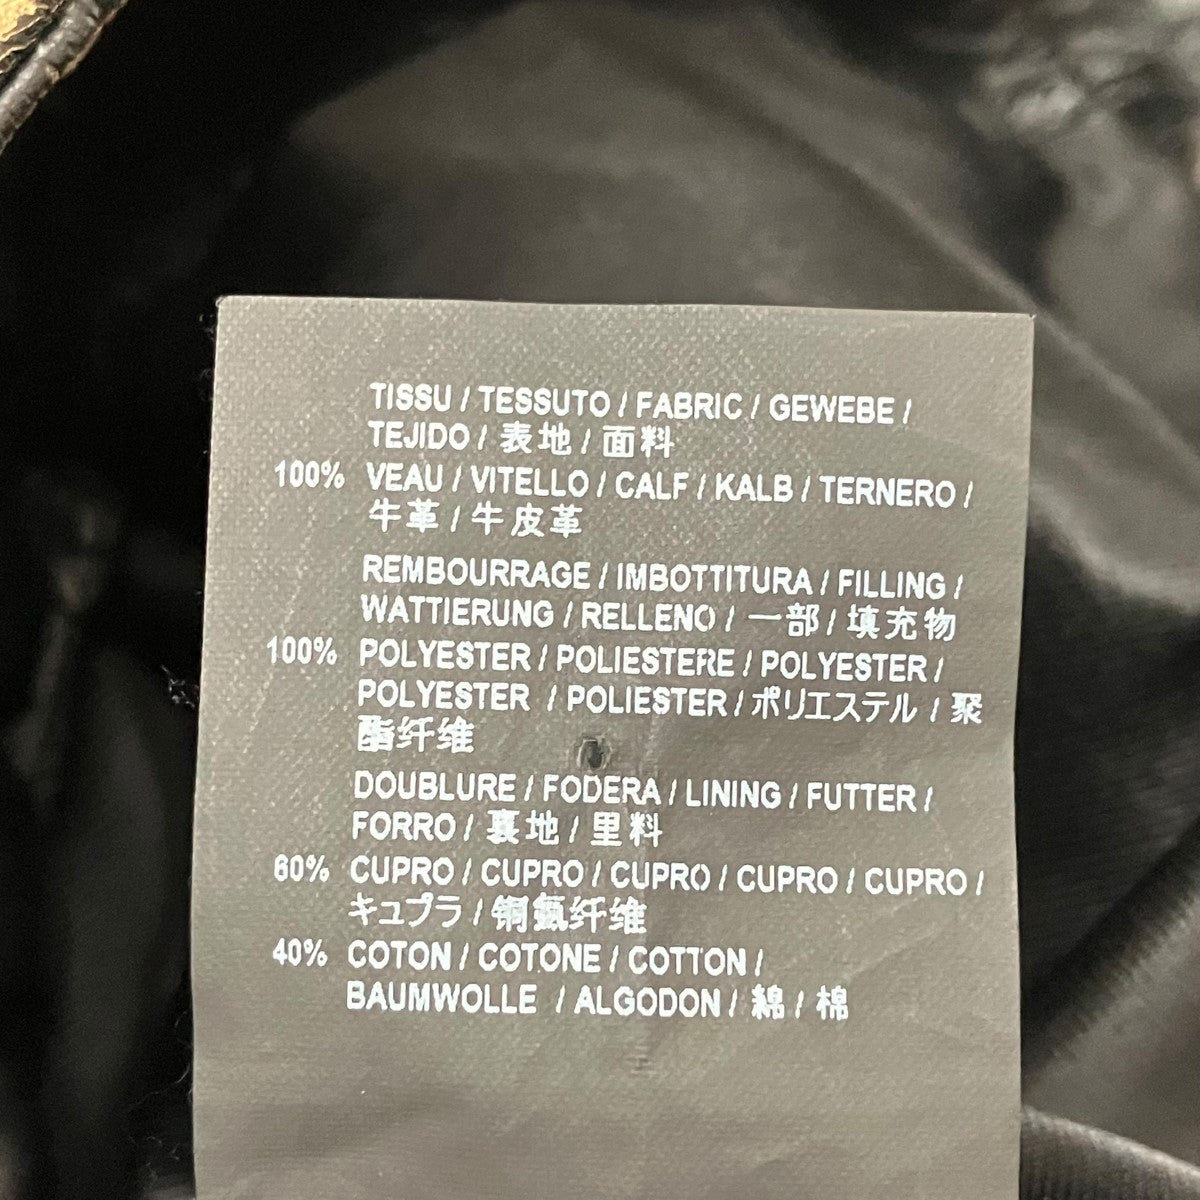 TISSU / TESSUTO / FABRIC / GEWEBE /
TEJIDO / 表地 / 面料
100% VEAU / VITELLO / CALF / KALB / TERNERO /
牛革 / 牛皮革
REMBOURRAGE / IMBOTTITURA / FILLING /
WATTIERUNG / RELLENO / 一部 / 填充物
100% POLYESTER / POLIESTERE / POLYESTER /
POLYESTER / POLIESTER / ポリエステル / 聚
酯纤维
DOUBLURE / FODERA / LINING / FUTTER /
FORRO / 裏地 / 里料
60% CUPRO / CUPRO / CUPRO / CUPRO / CUPRO /
キュプラ / 铜氨纤维
40% COTON / COTONE / COTTON /
BAUMWOLLE / ALGODON / 綿 / 棉